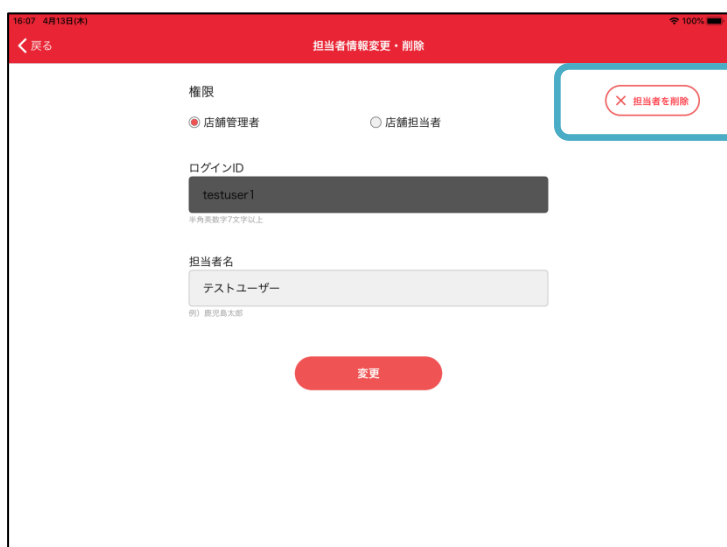 16:07 4月13日(木) 100%
戻る 担当者情報変更・削除
権限
× 担当者を削除
店舗管理者 店舗担当者
ログインID
testuser1
半角英数字7文字以上
担当者名
テストユーザー
例）鹿児島太郎
変更